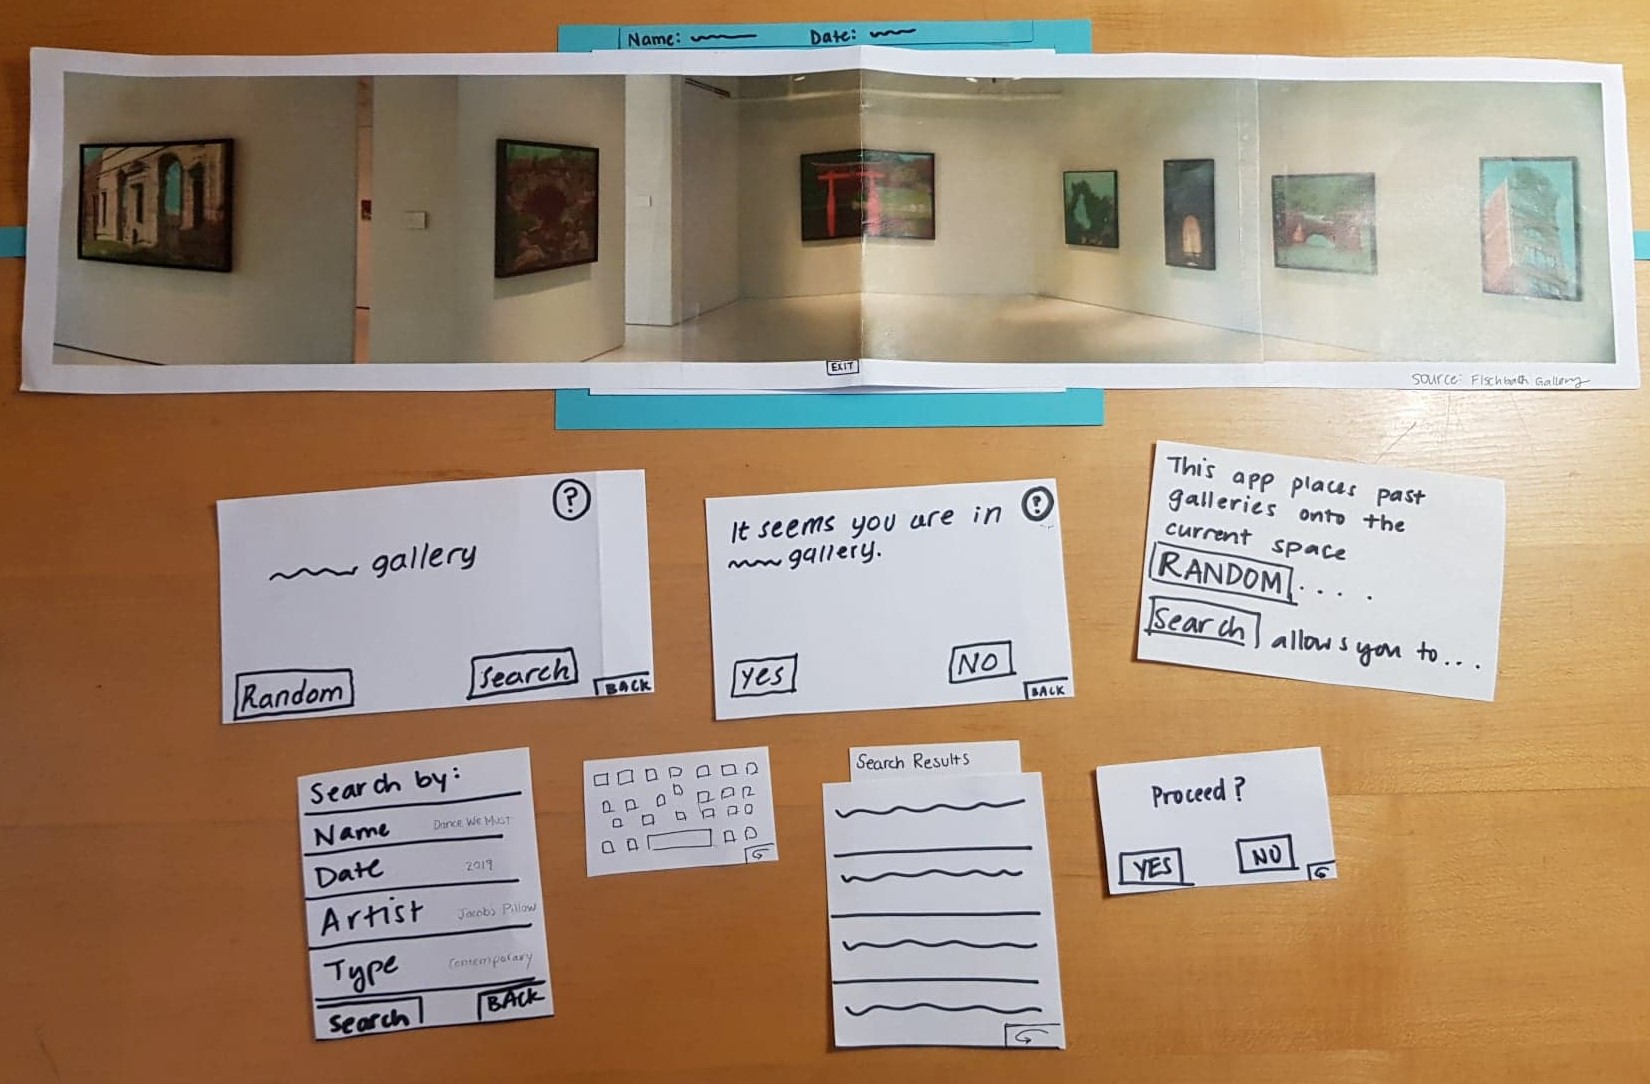 Name: Date:
EXIT
Source: Fischbach Gallery
?
gallery
Random
Search
BACK
?
It seems you are in
gallery.
Yes
NO
BACK
This app places past
galleries onto the
current space
RANDOM....
Search allows you to...
Search by:
Name Dance We Must
Date 2019
Artist Jacobs Pillow
Type Contemporary
Search BACK
Search Results
Proceed?
YES NO